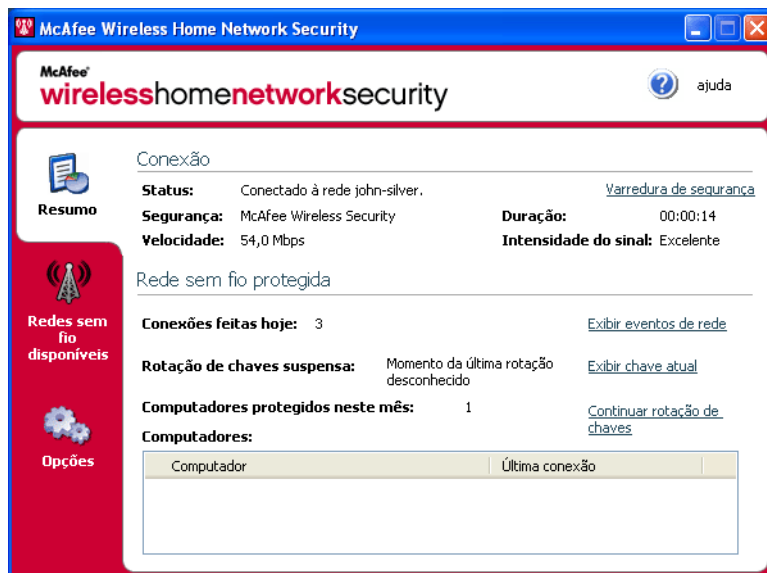 McAfee Wireless Home Network Security
McAfee
wirelesshomenetworksecurity
ajuda
Resumo
Redes sem
fio
disponíveis
Opções
Conexão
Status: Conectado à rede john-silver. Varredura de segurança
Segurança: McAfee Wireless Security Duração: 00:00:14
Velocidade: 54,0 Mbps Intensidade do sinal: Excelente
Rede sem fio protegida
Conexões feitas hoje: 3 Exibir eventos de rede
Rotação de chaves suspensa: Momento da última rotação
desconhecido
Exibir chave atual
Computadores protegidos neste mês: 1
Continuar rotação de
chaves
Computadores:
Computador Última conexão